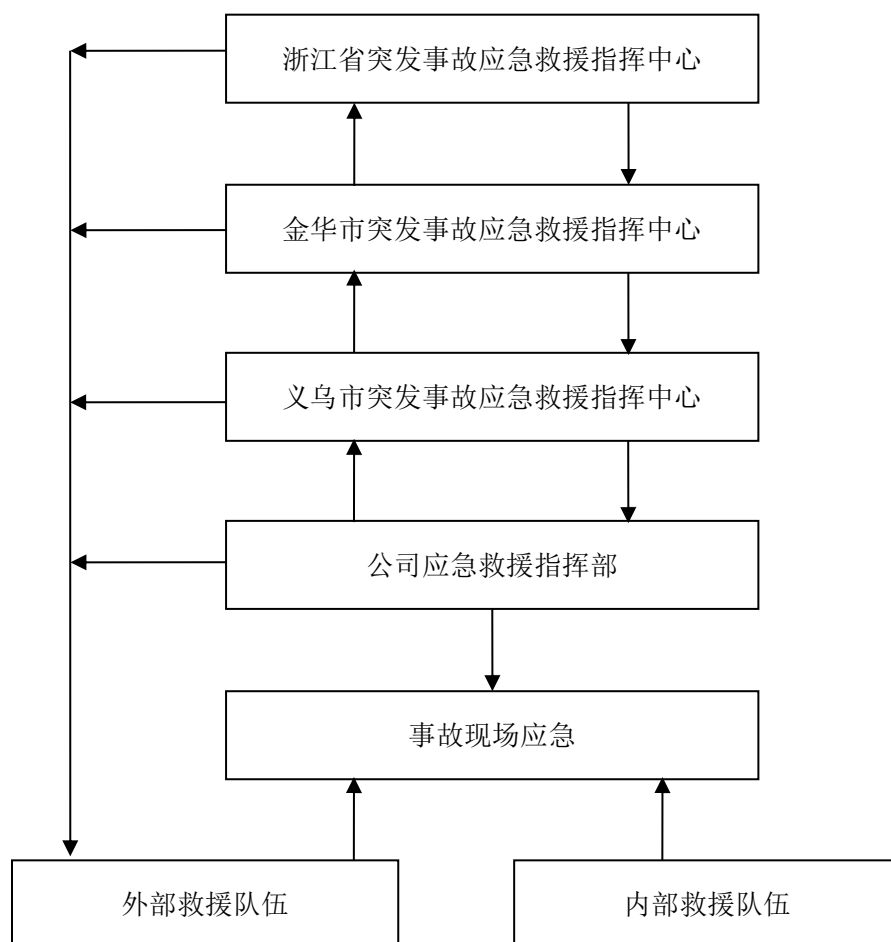 浙江省突发事故应急救援指挥中心
金华市突发事故应急救援指挥中心
义乌市突发事故应急救援指挥中心
公司应急救援指挥部
事故现场应急
外部救援队伍
内部救援队伍